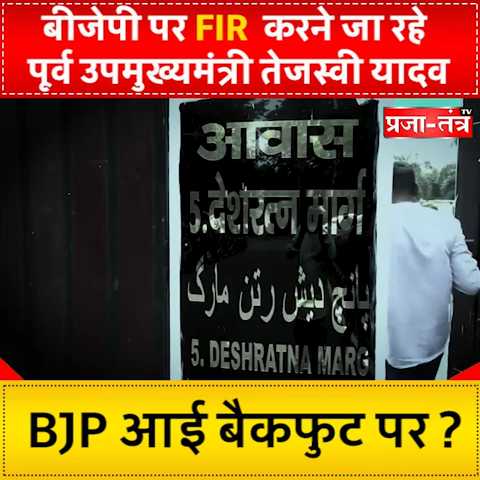 बीजेपी पर FIR करने जा रहे
पूर्व उपमुख्यमंत्री तेजस्वी यादव
TV
प्रजा-तंत्र
आवास
5.देशरत्न मार्ग
پانچ دیش رتن مارگ
5. DESHRATNA MARG
BJP आई बैकफुट पर ?